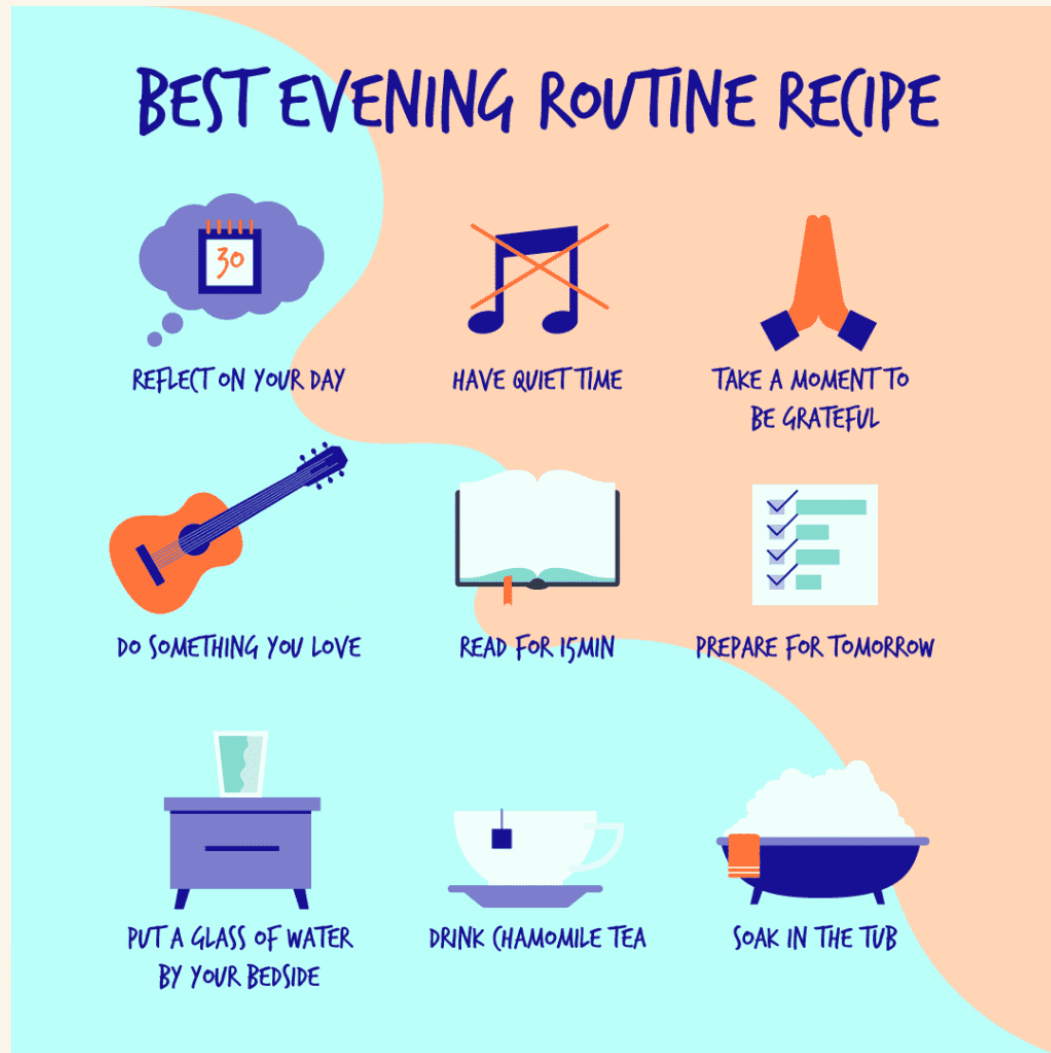 BEST EVENING ROUTINE RECIPE
30
REFLECT ON YOUR DAY
HAVE QUIET TIME
TAKE A MOMENT TO
BE GRATEFUL
DO SOMETHING YOU LOVE
READ FOR 15MIN
PREPARE FOR TOMORROW
PUT A GLASS OF WATER
BY YOUR BEDSIDE
DRINK CHAMOMILE TEA
SOAK IN THE TUB